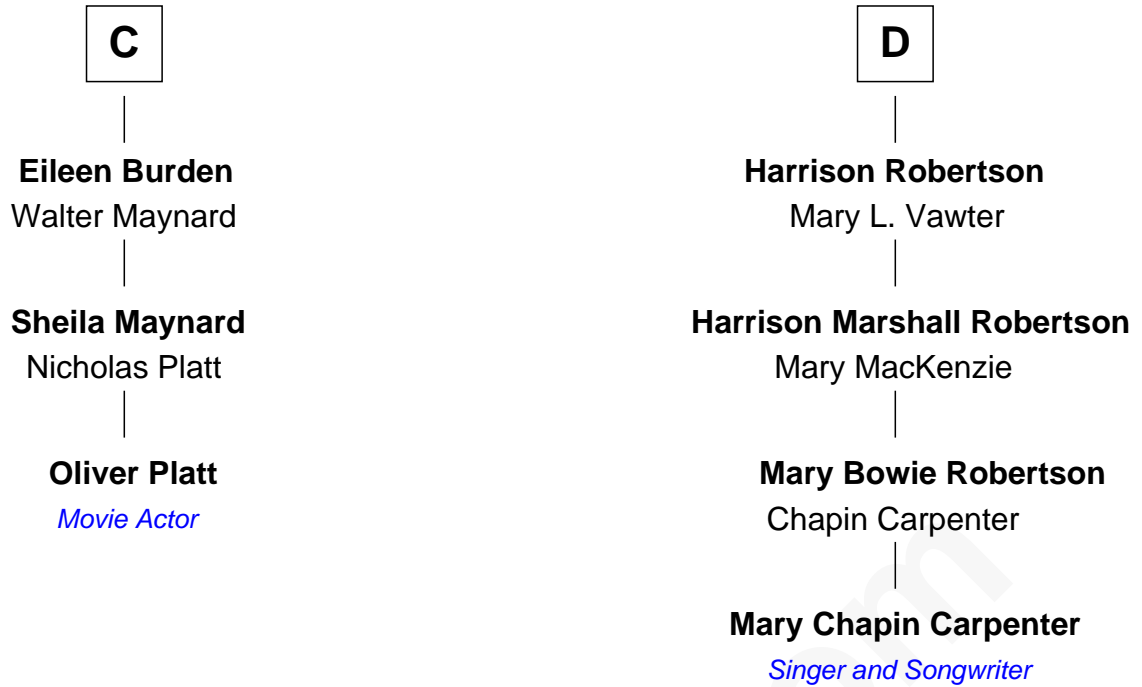 C
Eileen Burden
Walter Maynard
Sheila Maynard
Nicholas Platt
Oliver Platt
Movie Actor
D
Harrison Robertson
Mary L. Vawter
Harrison Marshall Robertson
Mary MacKenzie
Mary Bowie Robertson
Chapin Carpenter
Mary Chapin Carpenter
Singer and Songwriter